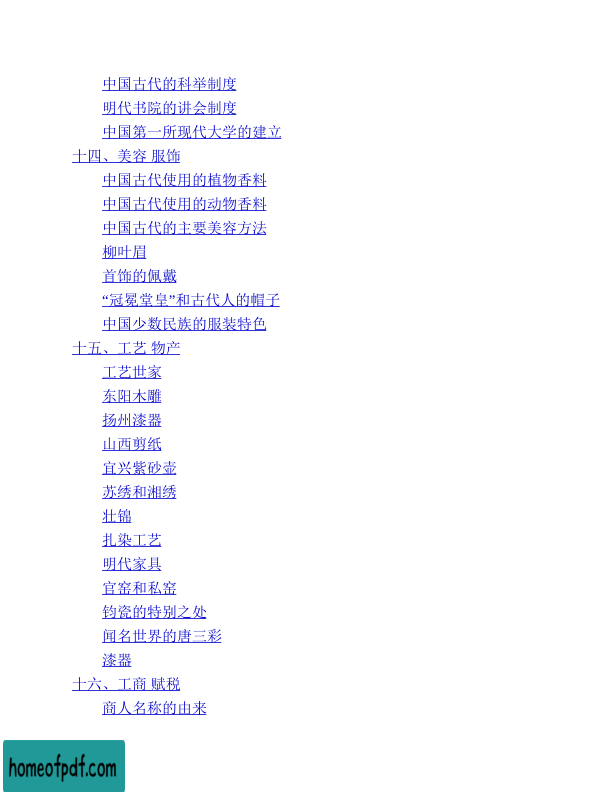 中国古代的科举制度
明代书院的讲会制度
中国第一所现代大学的建立
十四、美容 服饰
中国古代使用的植物香料
中国古代使用的动物香料
中国古代的主要美容方法
柳叶眉
首饰的佩戴
“冠冕堂皇”和古代人的帽子
中国少数民族的服装特色
十五、工艺 物产
工艺世家
东阳木雕
扬州漆器
山西剪纸
宜兴紫砂壶
苏绣和湘绣
壮锦
扎染工艺
明代家具
官窑和私窑
钧瓷的特别之处
闻名世界的唐三彩
漆器
十六、工商 赋税
商人名称的由来
homeofpdf.com